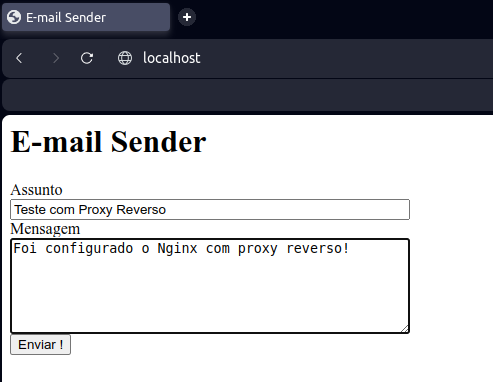 E-mail Sender
localhost
E-mail Sender
Assunto
Teste com Proxy Reverso
Mensagem
Foi configurado o Nginx com proxy reverso!
Enviar !